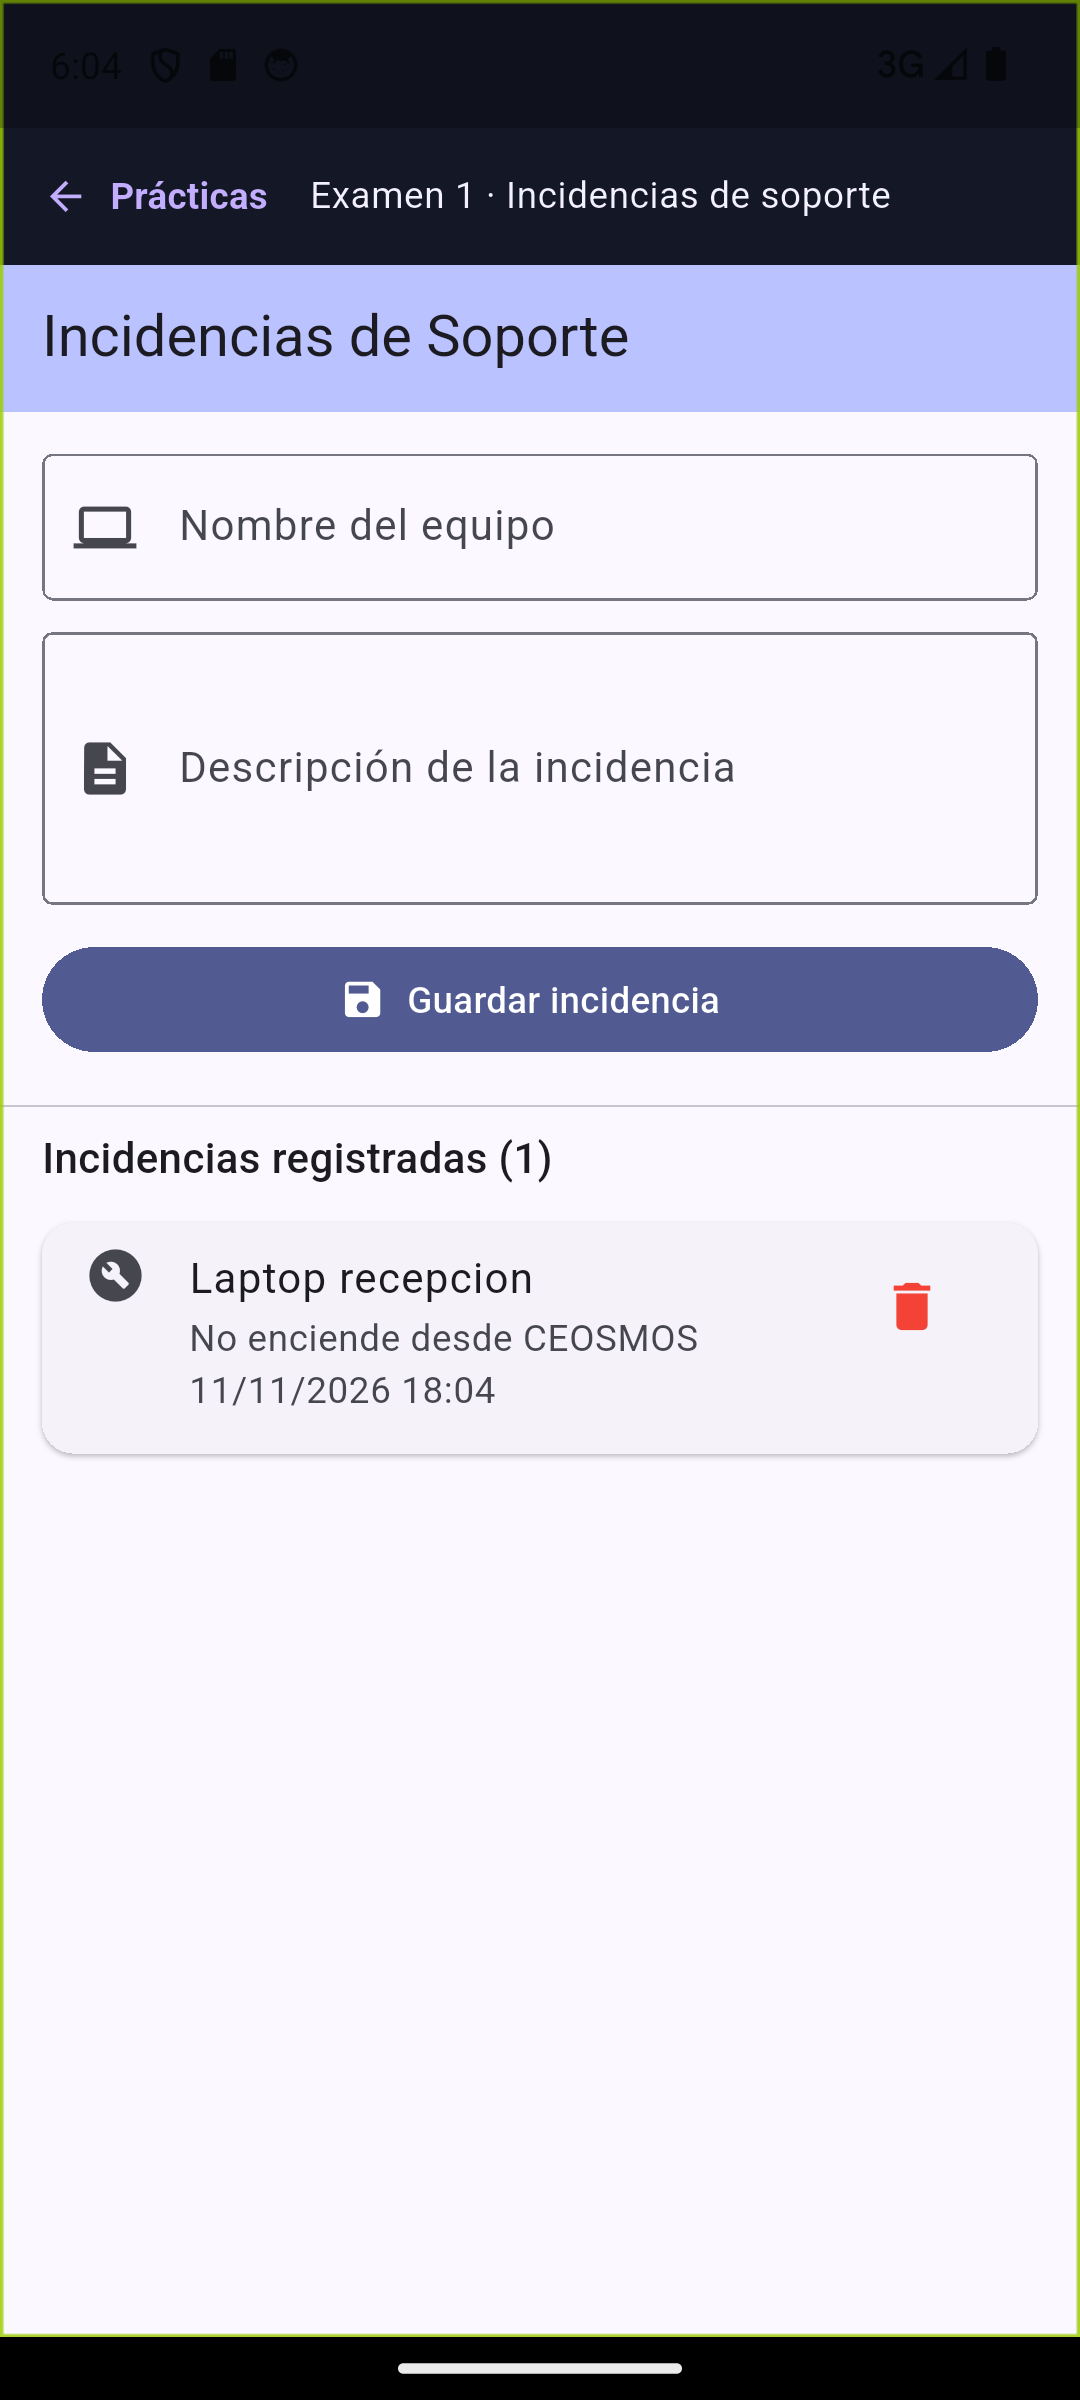 6:04
3G
Prácticas Examen 1 · Incidencias de soporte
Incidencias de Soporte
Nombre del equipo
Descripción de la incidencia
Guardar incidencia
Incidencias registradas (1)
Laptop recepcion
No enciende desde CEOSMOS
11/11/2026 18:04